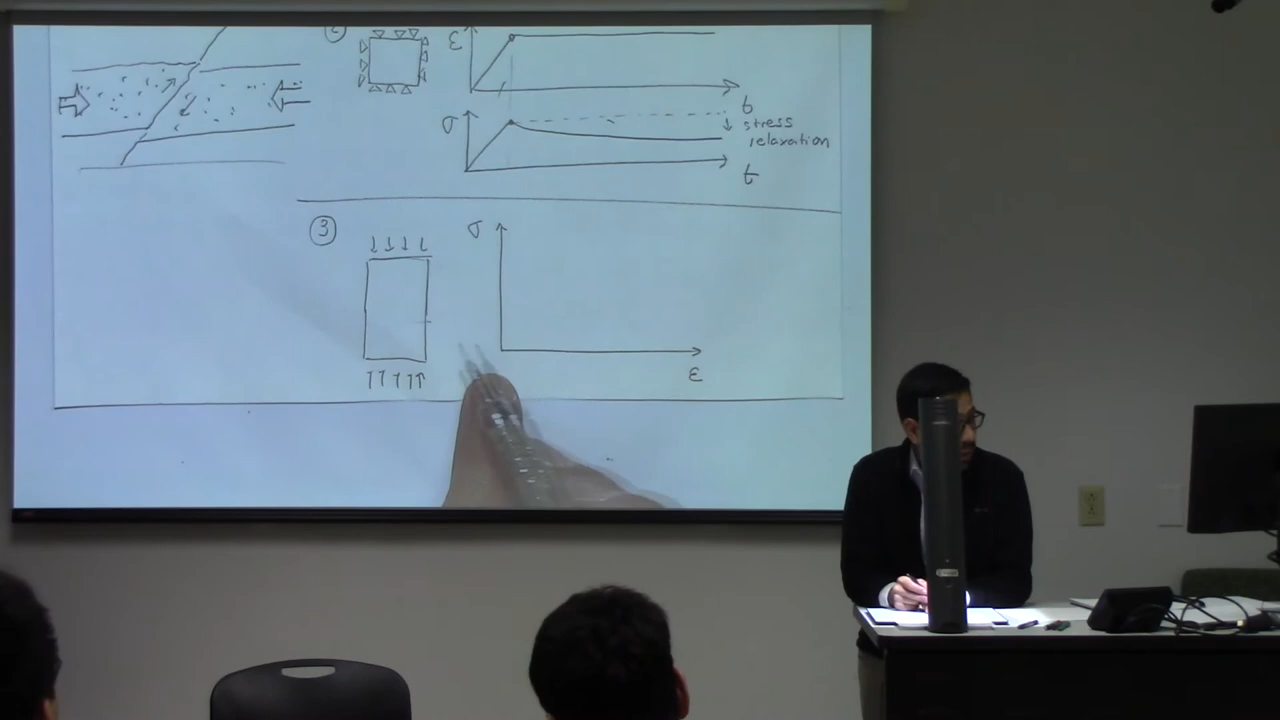 ε
t
σ
stress
relaxation
t
3
σ
ε